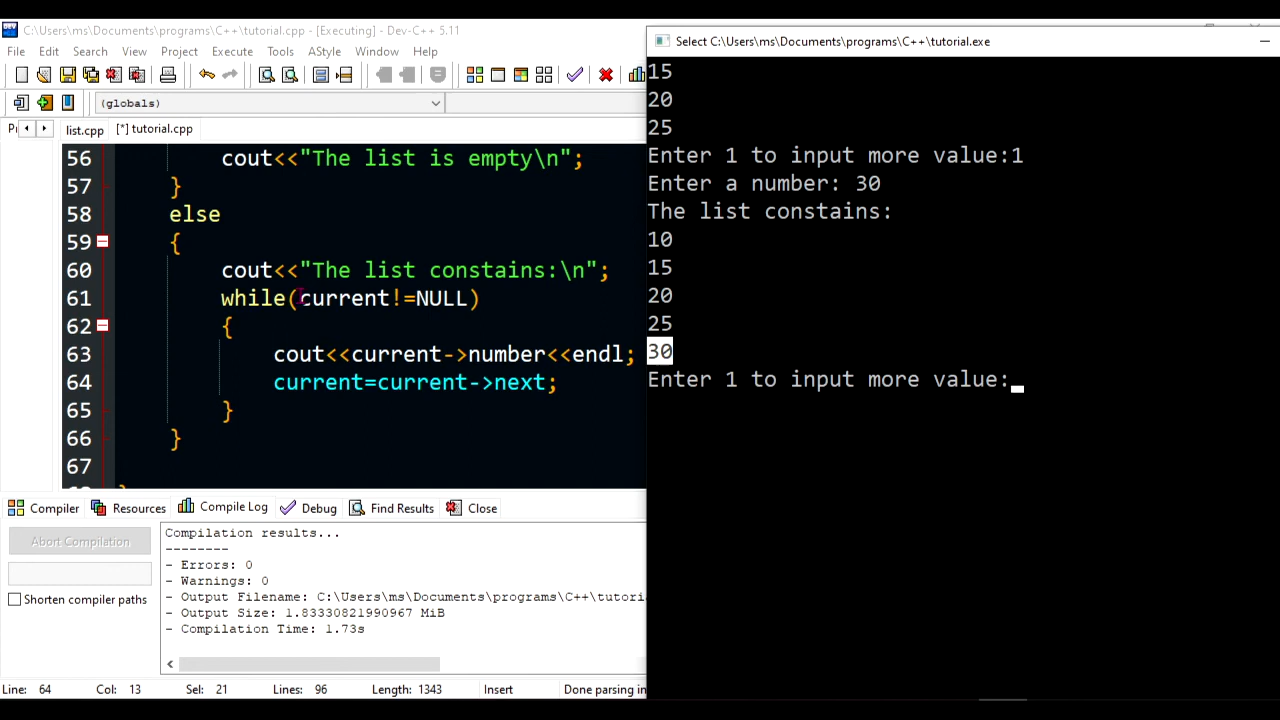 C:\Users\ms\Documents\programs\C++\tutorial.cpp - [Executing] - Dev-C++ 5.11
File Edit Search View Project Execute Tools AStyle Window Help
(globals)
list.cpp [*] tutorial.cpp
56 cout<<"The list is empty\n";
57 }
58 else
59 {
60 cout<<"The list constains:\n";
61 while(current!=NULL)
62 {
63 cout<<current->number<<endl;
64 current=current->next;
65 }
66 }
67
Compiler Resources Compile Log Debug Find Results Close
Abort Compilation
Shorten compiler paths
Compilation results...
--------
- Errors: 0
- Warnings: 0
- Output Filename: C:\Users\ms\Documents\programs\C++\tutoria
- Output Size: 1.83330821990967 MiB
- Compilation Time: 1.73s
Line: 64 Col: 13 Sel: 21 Lines: 96 Length: 1343 Insert Done parsing in
Select C:\Users\ms\Documents\programs\C++\tutorial.exe
15
20
25
Enter 1 to input more value:1
Enter a number: 30
The list constains:
10
15
20
25
30
Enter 1 to input more value: